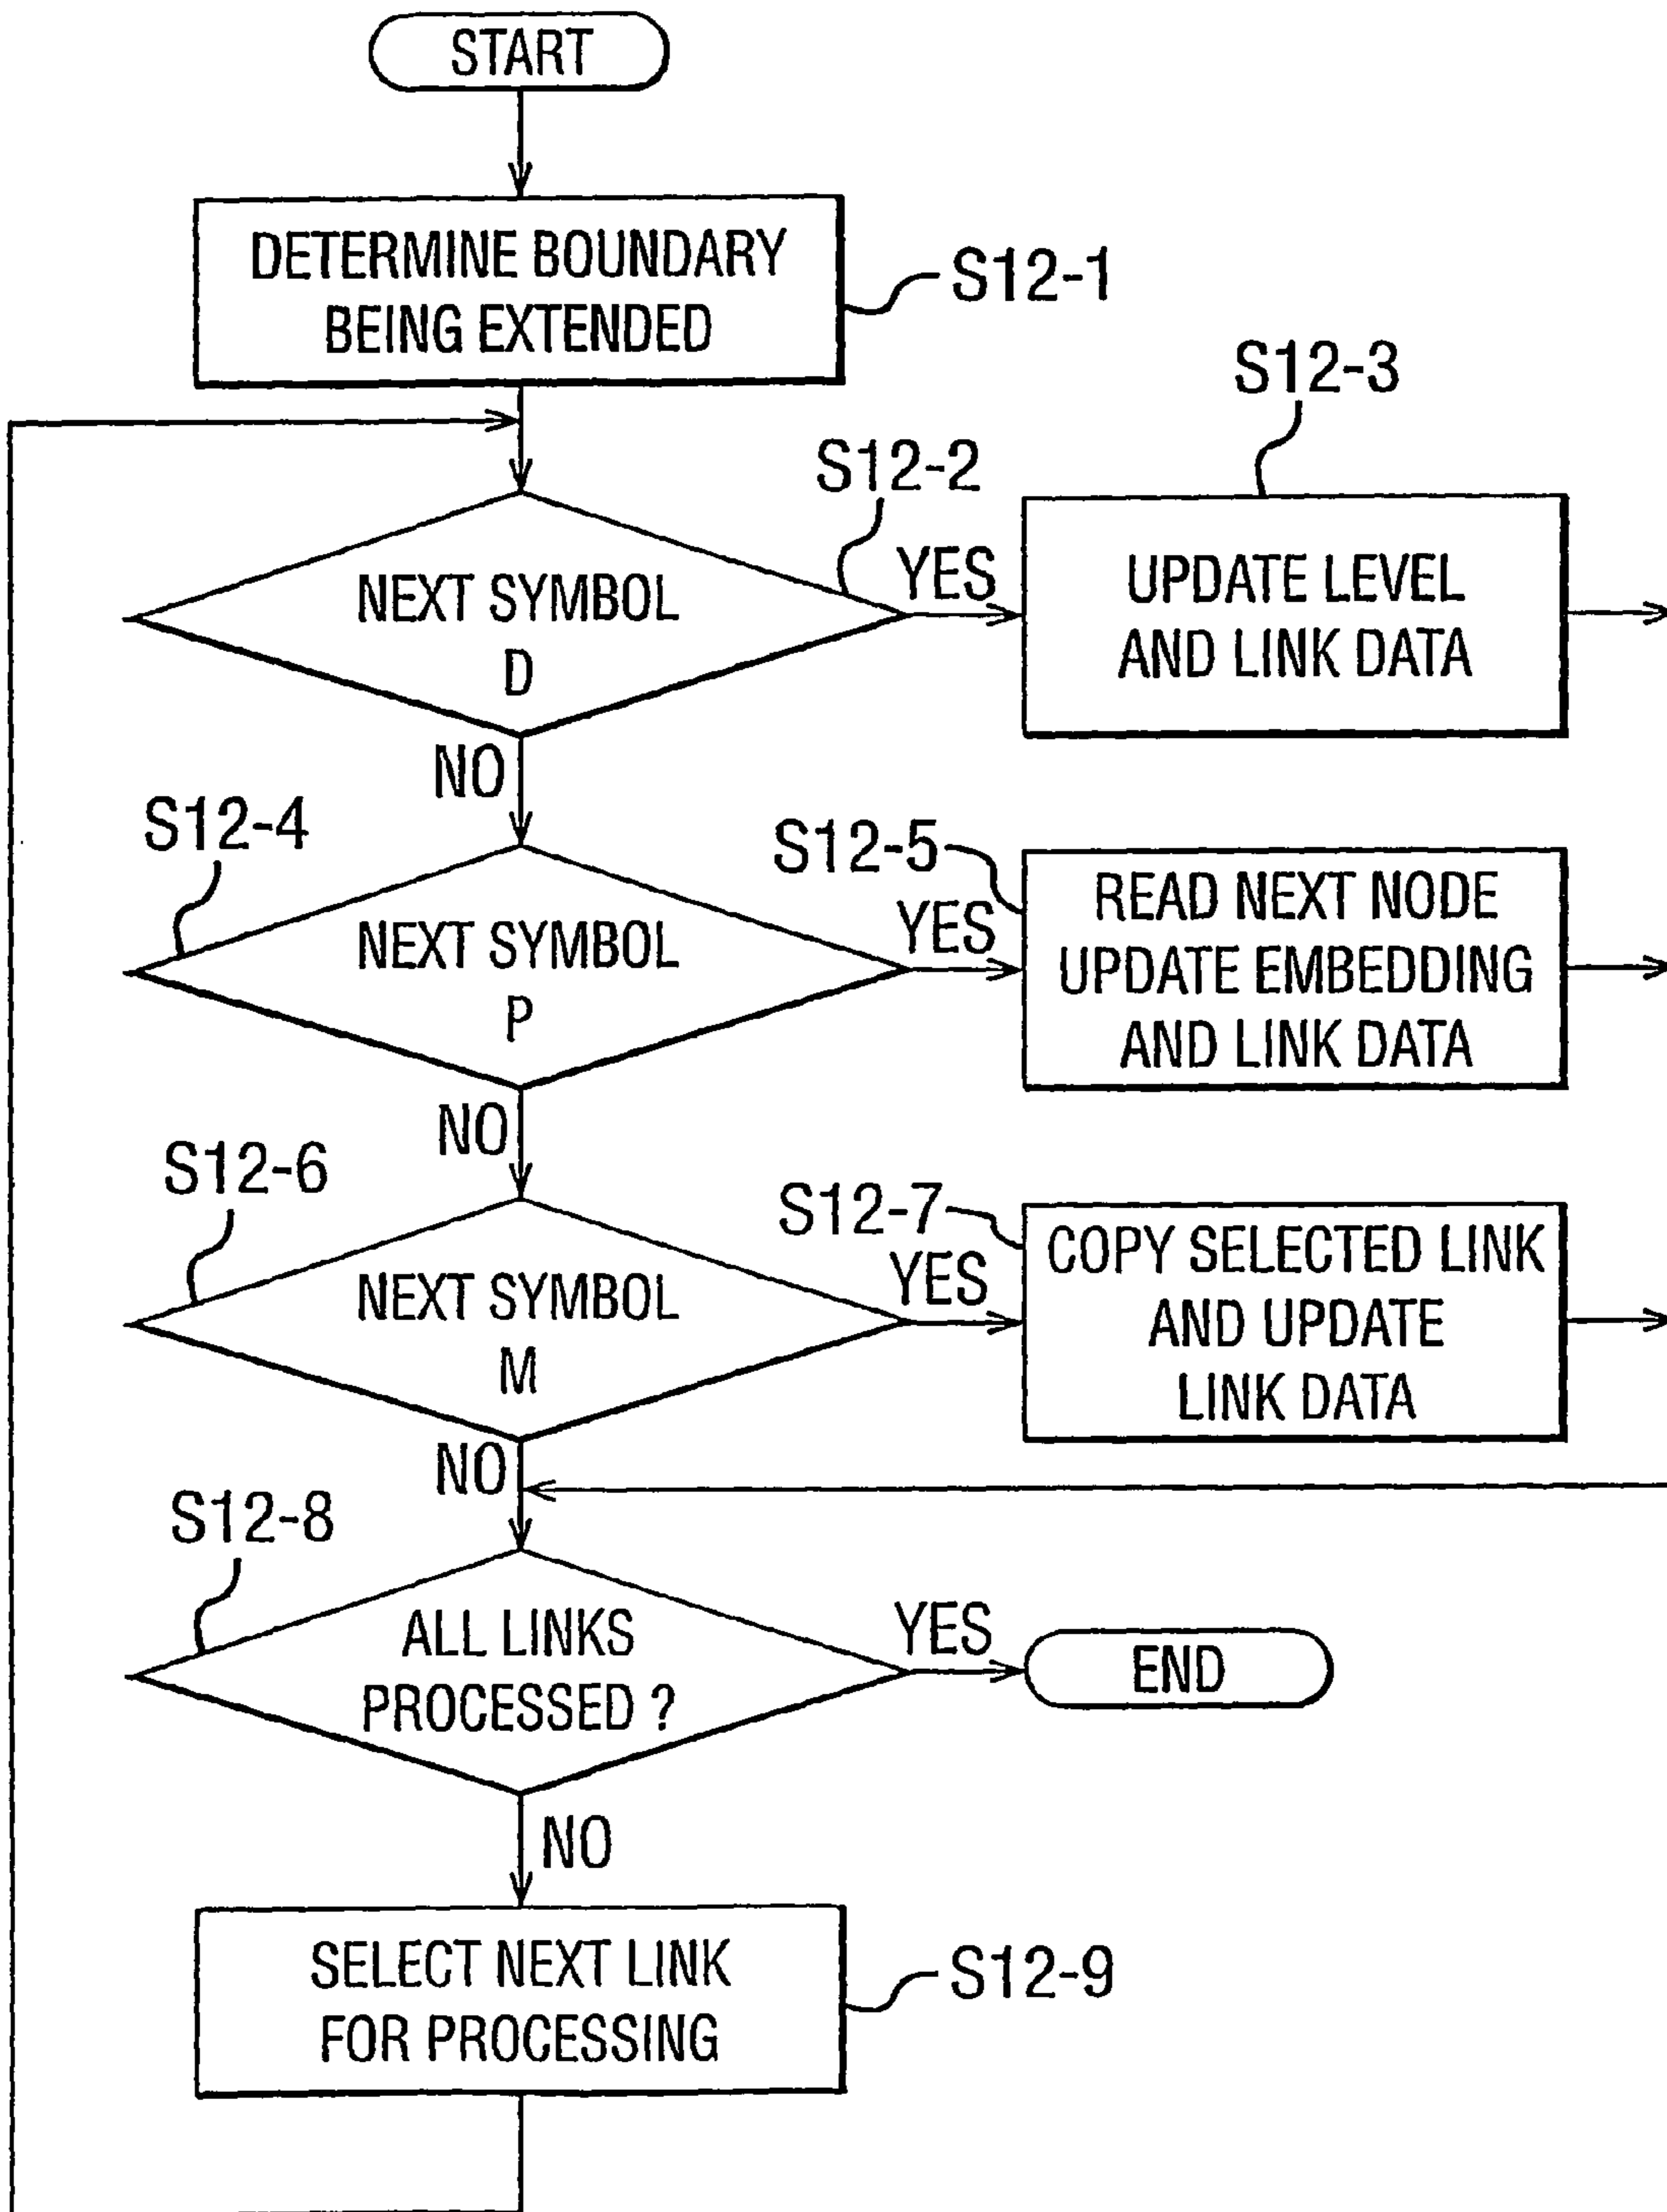 START
DETERMINE BOUNDARY
BEING EXTENDED
S12-1
S12-3
S12-2
NEXT SYMBOL
D
YES
UPDATE LEVEL
AND LINK DATA
NO
S12-4
S12-5
NEXT SYMBOL
P
YES
READ NEXT NODE
UPDATE EMBEDDING
AND LINK DATA
NO
S12-6
S12-7
NEXT SYMBOL
M
YES
COPY SELECTED LINK
AND UPDATE
LINK DATA
NO
S12-8
ALL LINKS
PROCESSED ?
YES
END
NO
SELECT NEXT LINK
FOR PROCESSING
S12-9